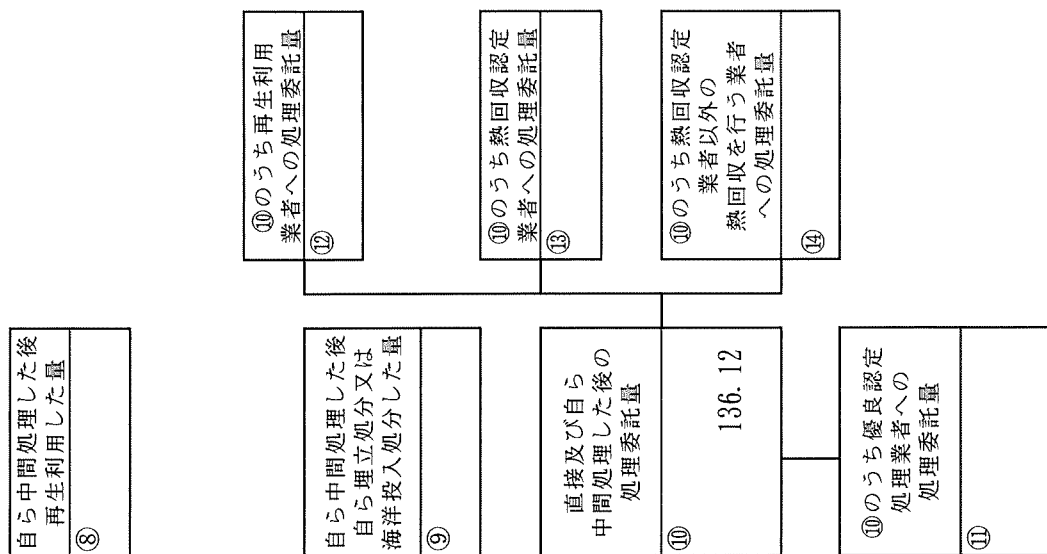 自ら中間処理した後
再生利用した量
⑧
自ら中間処理した後
自ら埋立処分又は
海洋投入処分した量
⑨
直接及び自ら
中間処理した後の
処理委託量
⑩
136.12
⑩のうち優良認定
処理業者への
処理委託量
⑪
⑩のうち再生利用
業者への処理委託量
⑫
⑩のうち熱回収認定
業者への処理委託量
⑬
⑩のうち熱回収認定
業者以外の
熱回収を行う業者
への処理委託量
⑭